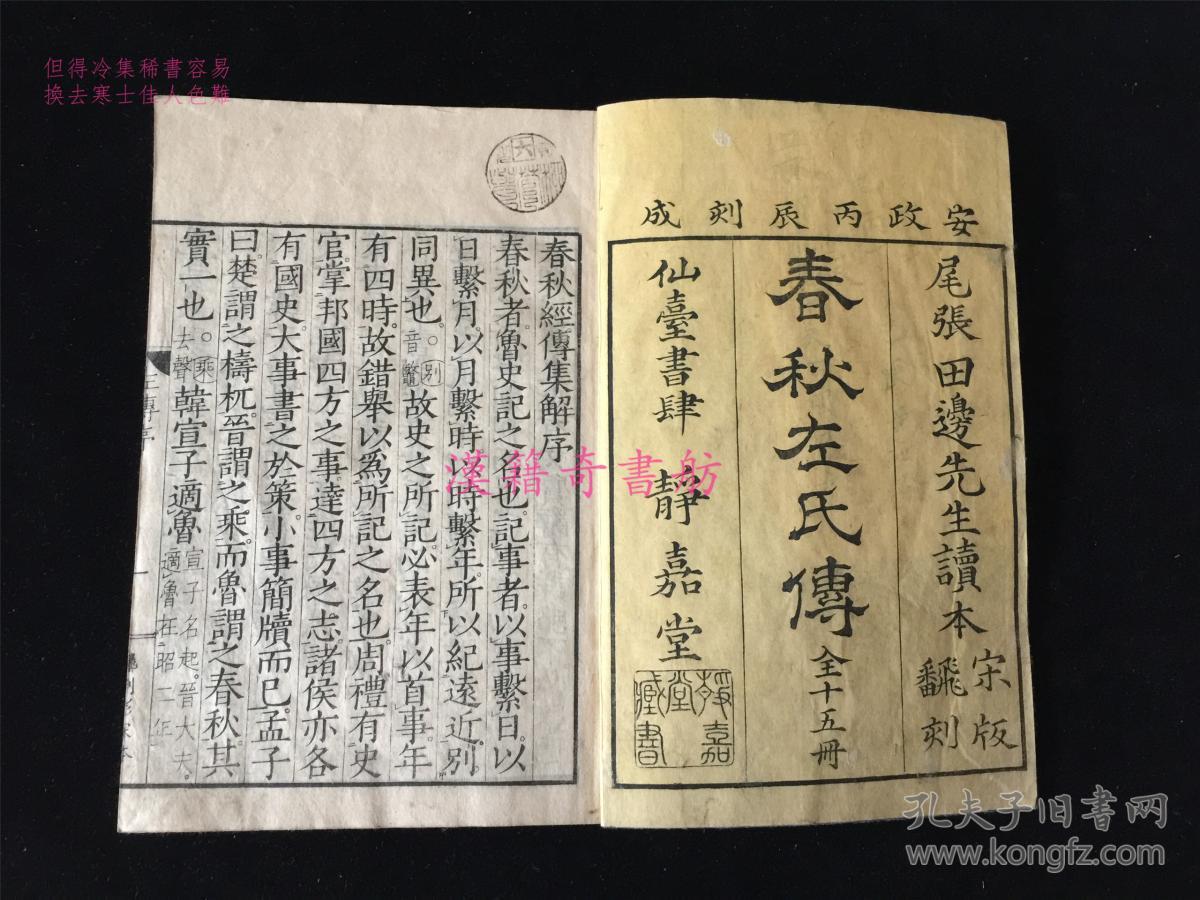 但得冷集稀書容易
換去寒士佳人色難
安政丙辰刻成
尾張田邊先生讀本
宋版
飜刻
春秋左氏傳全十五冊
仙臺書肆 靜嘉堂
靜嘉
堂
藏書
春秋經傳集解序
春秋者魯史記之名也。記事者以事繫日。以
日繫月。以月繫時。以時繫年。所以紀遠近。別
同異也。別音鼈故史之所記必表年以首事。年
有四時。故錯舉以爲所記之名也。周禮有史
官。掌邦國四方之事。達四方之志。諸侯亦各
有國史。大事書之於策。小事簡牘而已。孟子
曰。楚謂之檮杌。晉謂之乘。而魯謂之春秋。其
實一也。乘去聲韓宣子適魯宣子名起。晉大夫。適魯在昭二年
漢籍奇書舫
孔夫子旧书网
www.kongfz.com